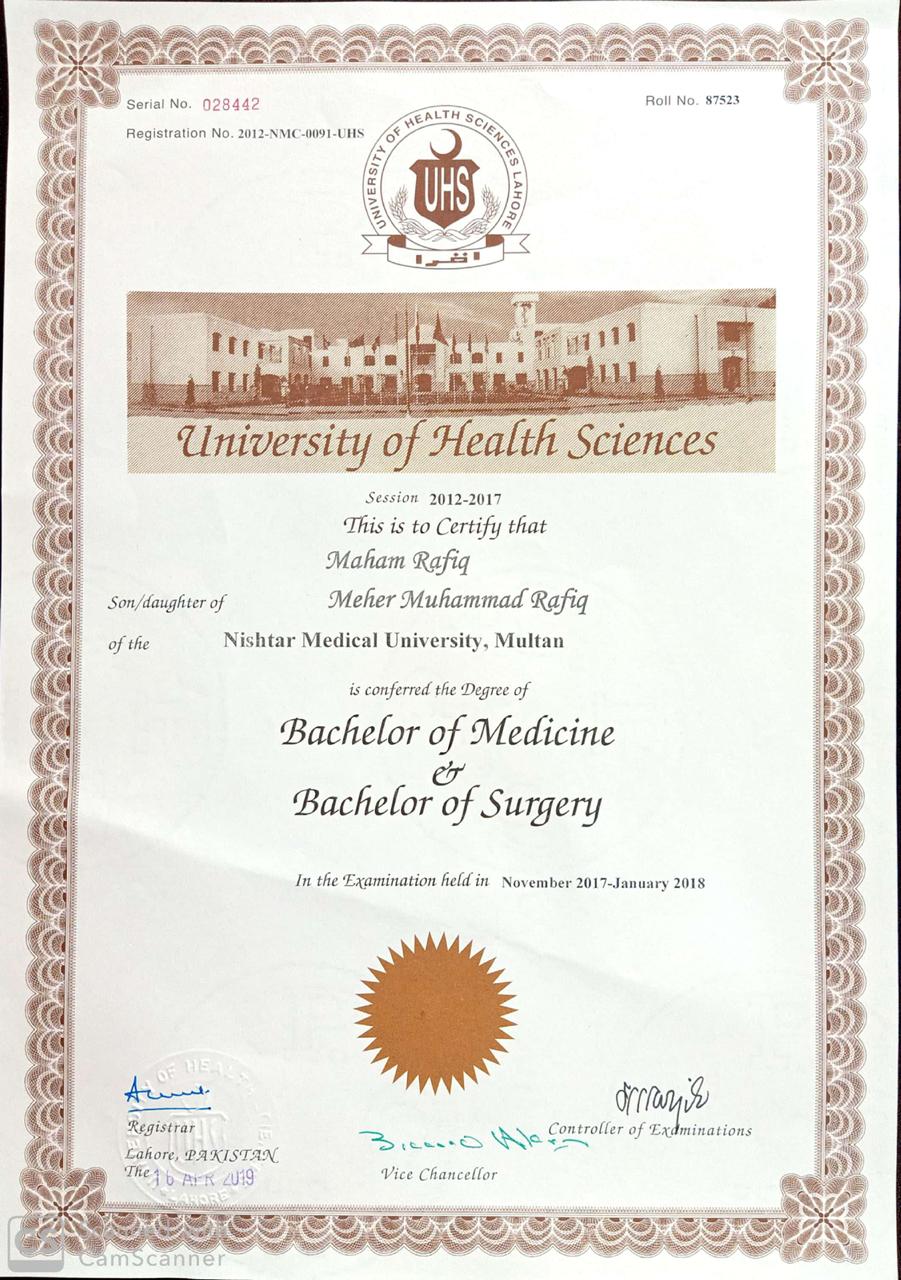 Serial No. 028442
Roll No. 87523
Registration No. 2012-NMC-0091-UHS
UNIVERSITY OF HEALTH SCIENCES LAHORE
UHS
اقرا
University of Health Sciences
Session 2012-2017
This is to Certify that
Maham Rafiq
Son/daughter of Meher Muhammad Rafiq
of the Nishtar Medical University, Multan
is conferred the Degree of
Bachelor of Medicine
&
Bachelor of Surgery
In the Examination held in November 2017-January 2018
Registrar
Controller of Examinations
Lahore, PAKISTAN
The 16 APR 2019
Vice Chancellor
CS
CamScanner